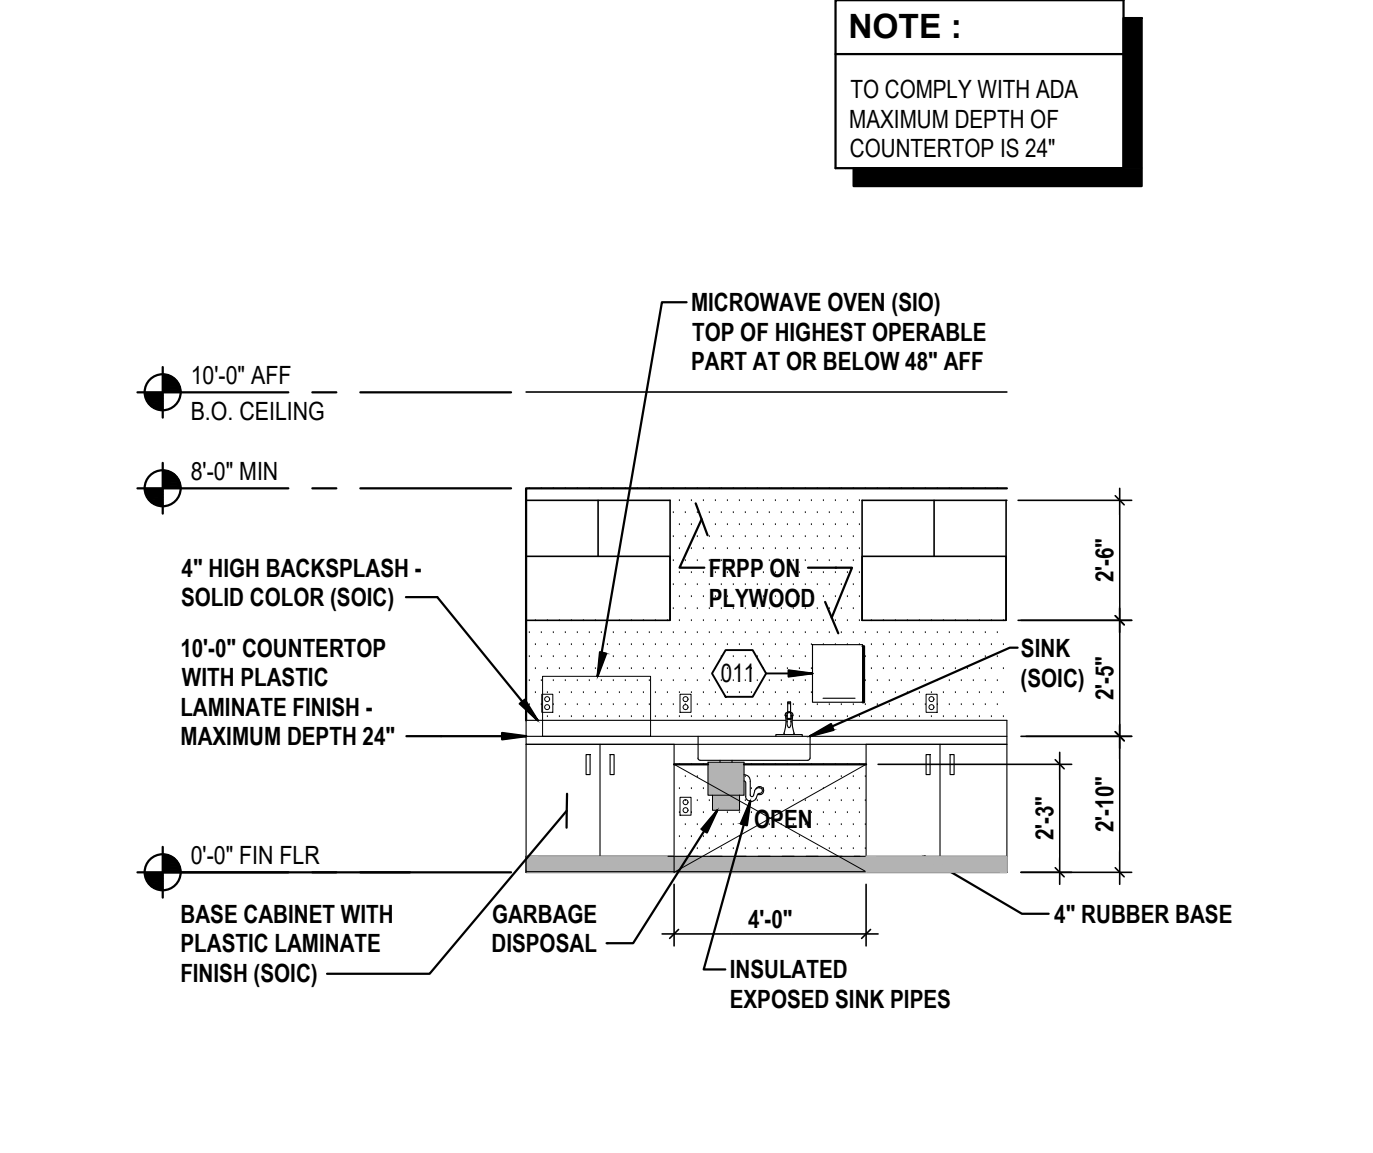 NOTE :
TO COMPLY WITH ADA
MAXIMUM DEPTH OF
COUNTERTOP IS 24"
MICROWAVE OVEN (SIO)
TOP OF HIGHEST OPERABLE
PART AT OR BELOW 48" AFF
10'-0" AFF
B.O. CEILING
8'-0" MIN
4" HIGH BACKSPLASH -
SOLID COLOR (SOIC)
10'-0" COUNTERTOP
WITH PLASTIC
LAMINATE FINISH -
MAXIMUM DEPTH 24"
FRPP ON
PLYWOOD
011
SINK
(SOIC)
2'-6"
2'-5"
2'-10"
2'-3"
OPEN
0'-0" FIN FLR
BASE CABINET WITH
PLASTIC LAMINATE
FINISH (SOIC)
GARBAGE
DISPOSAL
4'-0"
INSULATED
EXPOSED SINK PIPES
4" RUBBER BASE